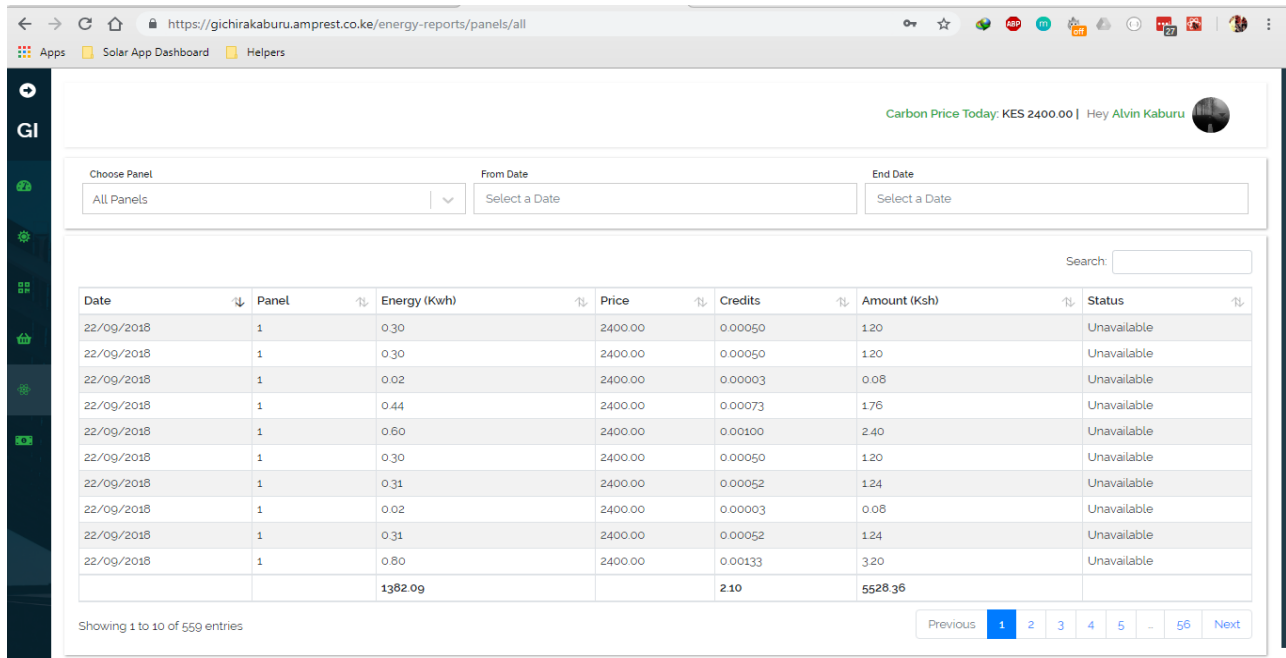 https://gichirakaburu.amprest.co.ke/energy-reports/panels/all
ABP m off 27
Apps Solar App Dashboard Helpers
GI
Carbon Price Today: KES 2400.00 | Hey Alvin Kaburu
Choose Panel From Date End Date
All Panels Select a Date Select a Date
Search:
Date Panel Energy (Kwh) Price Credits Amount (Ksh) Status
22/09/2018 1 0.30 2400.00 0.00050 1.20 Unavailable
22/09/2018 1 0.30 2400.00 0.00050 1.20 Unavailable
22/09/2018 1 0.02 2400.00 0.00003 0.08 Unavailable
22/09/2018 1 0.44 2400.00 0.00073 1.76 Unavailable
22/09/2018 1 0.60 2400.00 0.00100 2.40 Unavailable
22/09/2018 1 0.30 2400.00 0.00050 1.20 Unavailable
22/09/2018 1 0.31 2400.00 0.00052 1.24 Unavailable
22/09/2018 1 0.02 2400.00 0.00003 0.08 Unavailable
22/09/2018 1 0.31 2400.00 0.00052 1.24 Unavailable
22/09/2018 1 0.80 2400.00 0.00133 3.20 Unavailable
1382.09 2.10 5528.36
Showing 1 to 10 of 559 entries
Previous 1 2 3 4 5 ... 56 Next